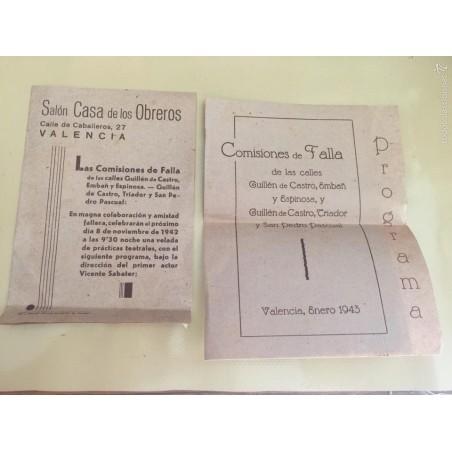 Salón Casa de los Obreros
Calle de Caballeros, 27
VALENCIA
Las Comisiones de Falla
de las calles Guillén de Castro,
Embañ y Espinosa. — Guillén
de Castro, Triador y San Pe-
dro Pascual:
En magna colaboración y amistad
fallera, celebrarán el próximo
día 8 de noviembre de 1942
a las 9'30 noche una velada
de prácticas teatrales, con el
siguiente programa, bajo la
dirección del primer actor
Vicente Sabater:
Comisiones de Falla
de las calles
Guillén de Castro, Embañ
y Espinosa, y
Guillén de Castro, Triador
y San Pedro Pascual
Valencia, Enero 1943
programa